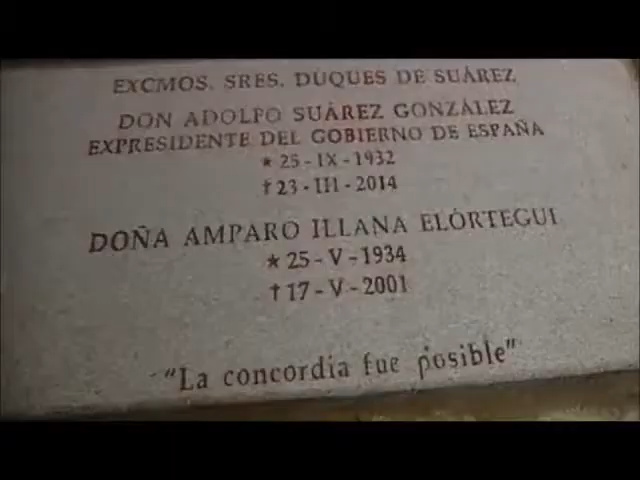 EXCMOS. SRES. DUQUES DE SUÁREZ
DON ADOLFO SUÁREZ GONZÁLEZ
EXPRESIDENTE DEL GOBIERNO DE ESPAÑA
* 25 - IX - 1932
† 23 - III - 2014
DOÑA AMPARO ILLANA ELÓRTEGUI
* 25 - V - 1934
† 17 - V - 2001
"La concordia fue posible"